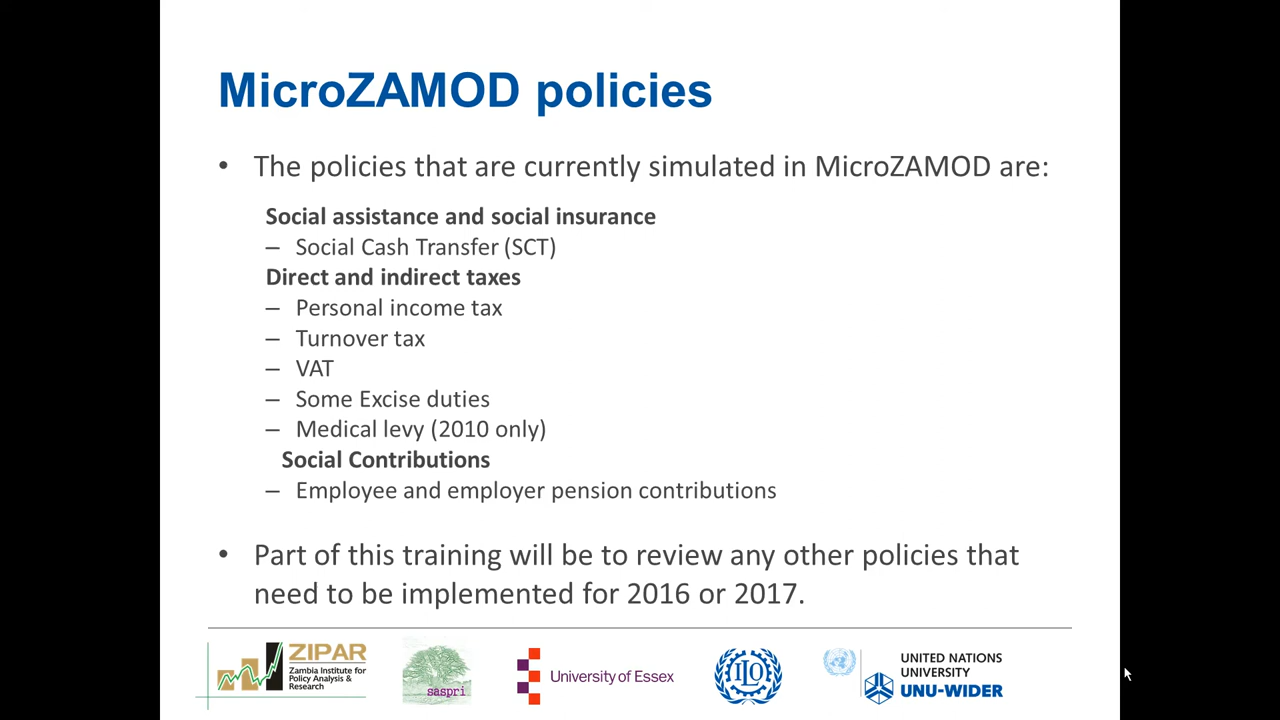 MicroZAMOD policies
• The policies that are currently simulated in MicroZAMOD are:
Social assistance and social insurance
– Social Cash Transfer (SCT)
Direct and indirect taxes
– Personal income tax
– Turnover tax
– VAT
– Some Excise duties
– Medical levy (2010 only)
Social Contributions
– Employee and employer pension contributions
• Part of this training will be to review any other policies that
need to be implemented for 2016 or 2017.
ZIPAR
Zambia Institute for
Policy Analysis &
Research
saspri
University of Essex
ILO
UNITED NATIONS
UNIVERSITY
UNU-WIDER